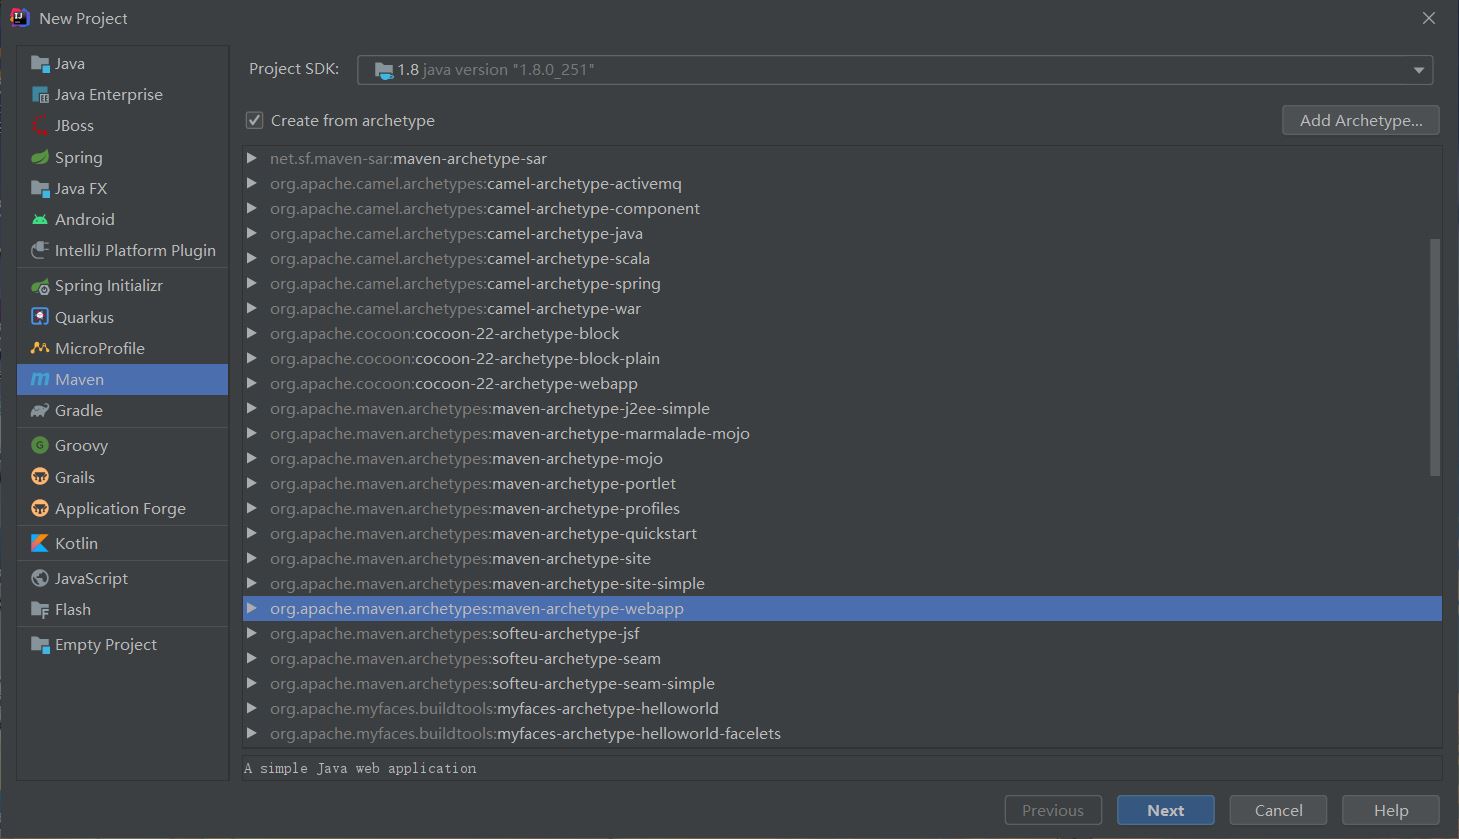 New Project
Java
Java Enterprise
JBoss
Spring
Java FX
Android
IntelliJ Platform Plugin
Spring Initializr
Quarkus
MicroProfile
Maven
Gradle
Groovy
Grails
Application Forge
Kotlin
JavaScript
Flash
Empty Project
Project SDK: 1.8 java version "1.8.0_251"
Create from archetype Add Archetype...
net.sf.maven-sar:maven-archetype-sar
org.apache.camel.archetypes:camel-archetype-activemq
org.apache.camel.archetypes:camel-archetype-component
org.apache.camel.archetypes:camel-archetype-java
org.apache.camel.archetypes:camel-archetype-scala
org.apache.camel.archetypes:camel-archetype-spring
org.apache.camel.archetypes:camel-archetype-war
org.apache.cocoon:cocoon-22-archetype-block
org.apache.cocoon:cocoon-22-archetype-block-plain
org.apache.cocoon:cocoon-22-archetype-webapp
org.apache.maven.archetypes:maven-archetype-j2ee-simple
org.apache.maven.archetypes:maven-archetype-marmalade-mojo
org.apache.maven.archetypes:maven-archetype-mojo
org.apache.maven.archetypes:maven-archetype-portlet
org.apache.maven.archetypes:maven-archetype-profiles
org.apache.maven.archetypes:maven-archetype-quickstart
org.apache.maven.archetypes:maven-archetype-site
org.apache.maven.archetypes:maven-archetype-site-simple
org.apache.maven.archetypes:maven-archetype-webapp
org.apache.maven.archetypes:softeu-archetype-jsf
org.apache.maven.archetypes:softeu-archetype-seam
org.apache.maven.archetypes:softeu-archetype-seam-simple
org.apache.myfaces.buildtools:myfaces-archetype-helloworld
org.apache.myfaces.buildtools:myfaces-archetype-helloworld-facelets
A simple Java web application
Previous Next Cancel Help